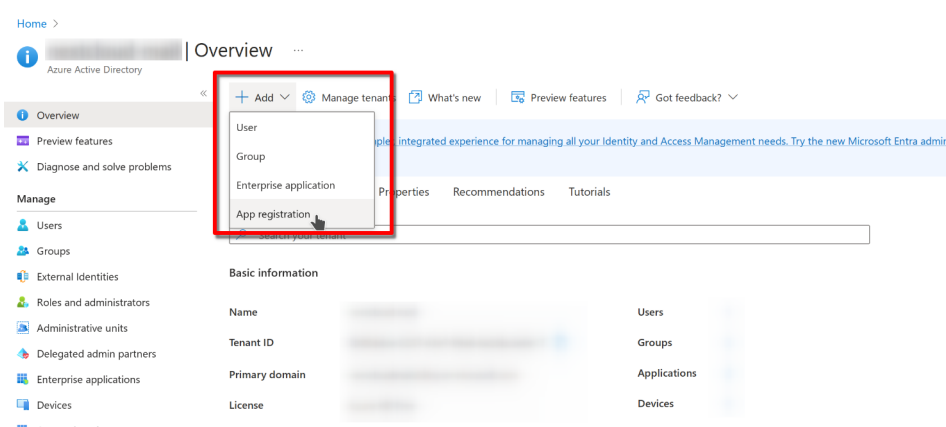 Home >
| Overview ...
Azure Active Directory
«
+ Add Manage tenants What's new Preview features Got feedback?
Overview
Preview features
Diagnose and solve problems
Manage
Users
Groups
External Identities
Roles and administrators
Administrative units
Delegated admin partners
Enterprise applications
Devices
User
Group
Enterprise application
App registration
integrated experience for managing all your Identity and Access Management needs. Try the new Microsoft Entra admin
Properties Recommendations Tutorials
Search your tenant
Basic information
Name Users
Tenant ID Groups
Primary domain Applications
License Devices